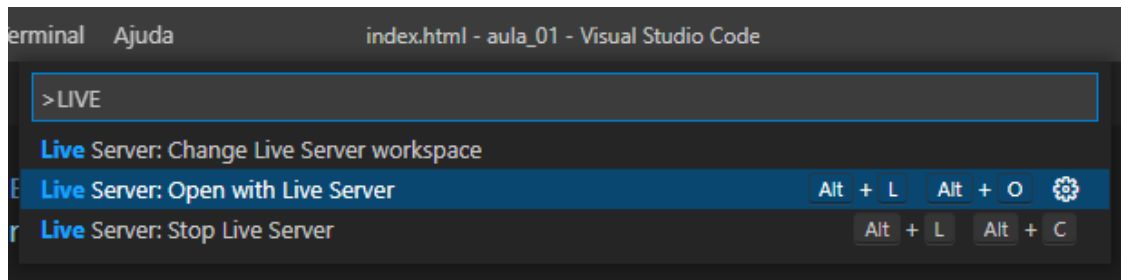 erminal Ajuda index.html - aula_01 - Visual Studio Code
>LIVE
Live Server: Change Live Server workspace
Live Server: Open with Live Server Alt + L Alt + O
Live Server: Stop Live Server Alt + L Alt + C